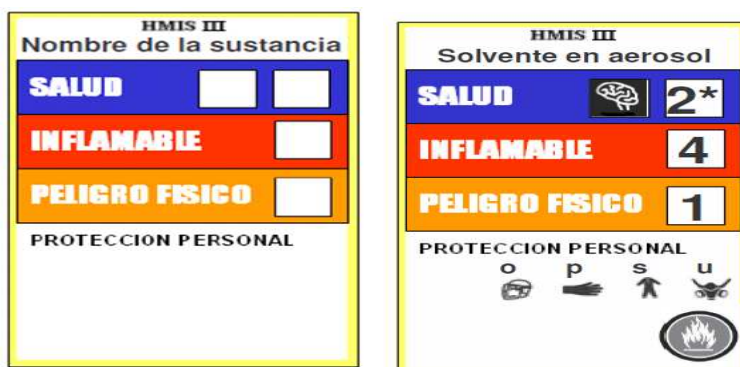 HMIS III
Nombre de la sustancia
SALUD
INFLAMABLE
PELIGRO FISICO
PROTECCION PERSONAL
HMIS III
Solvente en aerosol
SALUD 2*
INFLAMABLE 4
PELIGRO FISICO 1
PROTECCION PERSONAL
o p s u